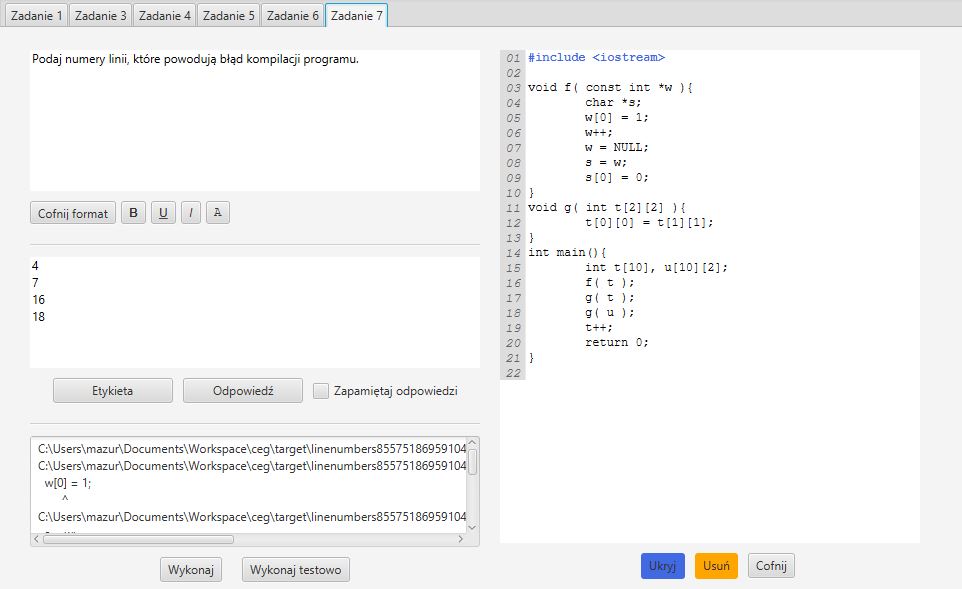 Zadanie 1 Zadanie 3 Zadanie 4 Zadanie 5 Zadanie 6 Zadanie 7
Podaj numery linii, które powodują błąd kompilacji programu.
Cofnij format B U I A
4
7
16
18
Etykieta Odpowiedź Zapamiętaj odpowiedzi
C:\Users\mazur\Documents\Workspace\ceg\target\linenumbers85575186959104
C:\Users\mazur\Documents\Workspace\ceg\target\linenumbers85575186959104
w[0] = 1;
^
C:\Users\mazur\Documents\Workspace\ceg\target\linenumbers85575186959104
Wykonaj Wykonaj testowo
01 #include <iostream>
02
03 void f( const int *w ){
04 char *s;
05 w[0] = 1;
06 w++;
07 w = NULL;
08 s = w;
09 s[0] = 0;
10 }
11 void g( int t[2][2] ){
12 t[0][0] = t[1][1];
13 }
14 int main(){
15 int t[10], u[10][2];
16 f( t );
17 g( t );
18 g( u );
19 t++;
20 return 0;
21 }
22
Ukryj Usuń Cofnij